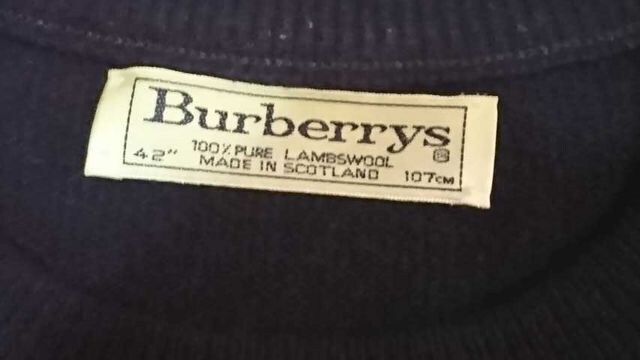 Burberrys®
42" 100% PURE LAMBSWOOL
MADE IN SCOTLAND 107CM